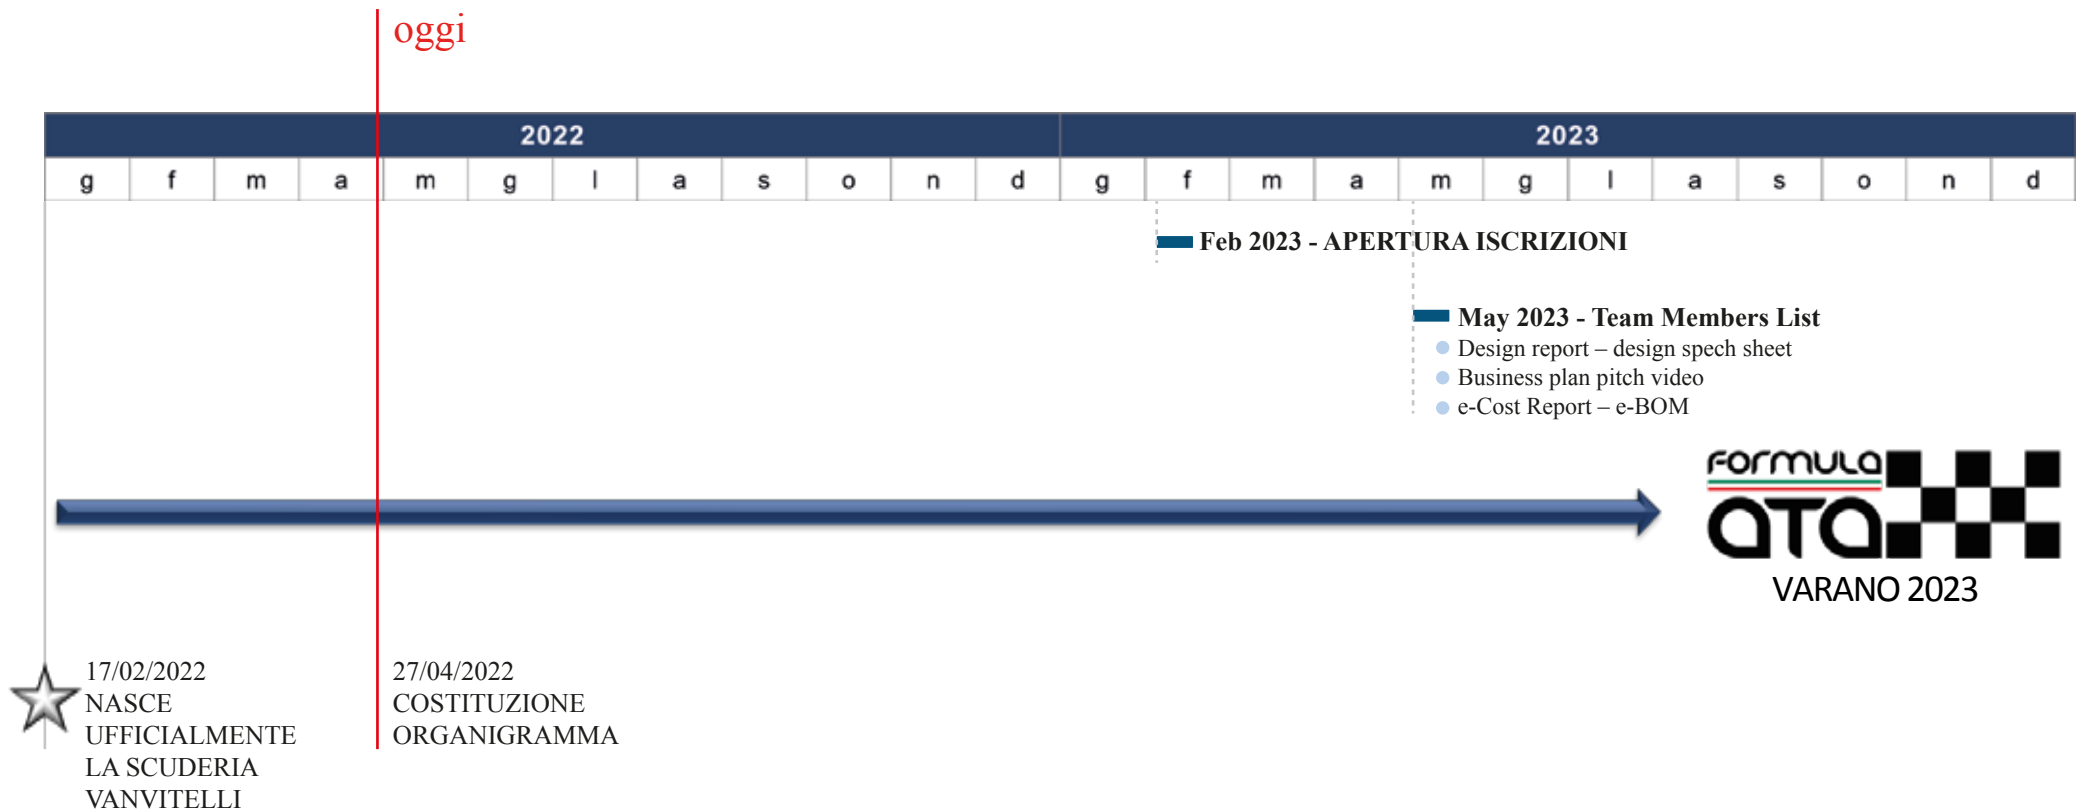 oggi
2022 2023
g f m a m g l a s o n d g f m a m g l a s o n d
Feb 2023 - APERTURA ISCRIZIONI
May 2023 - Team Members List
Design report – design spech sheet
Business plan pitch video
e-Cost Report – e-BOM
FORMULA
ATA
VARANO 2023
17/02/2022
NASCE
UFFICIALMENTE
LA SCUDERIA
VANVITELLI
27/04/2022
COSTITUZIONE
ORGANIGRAMMA